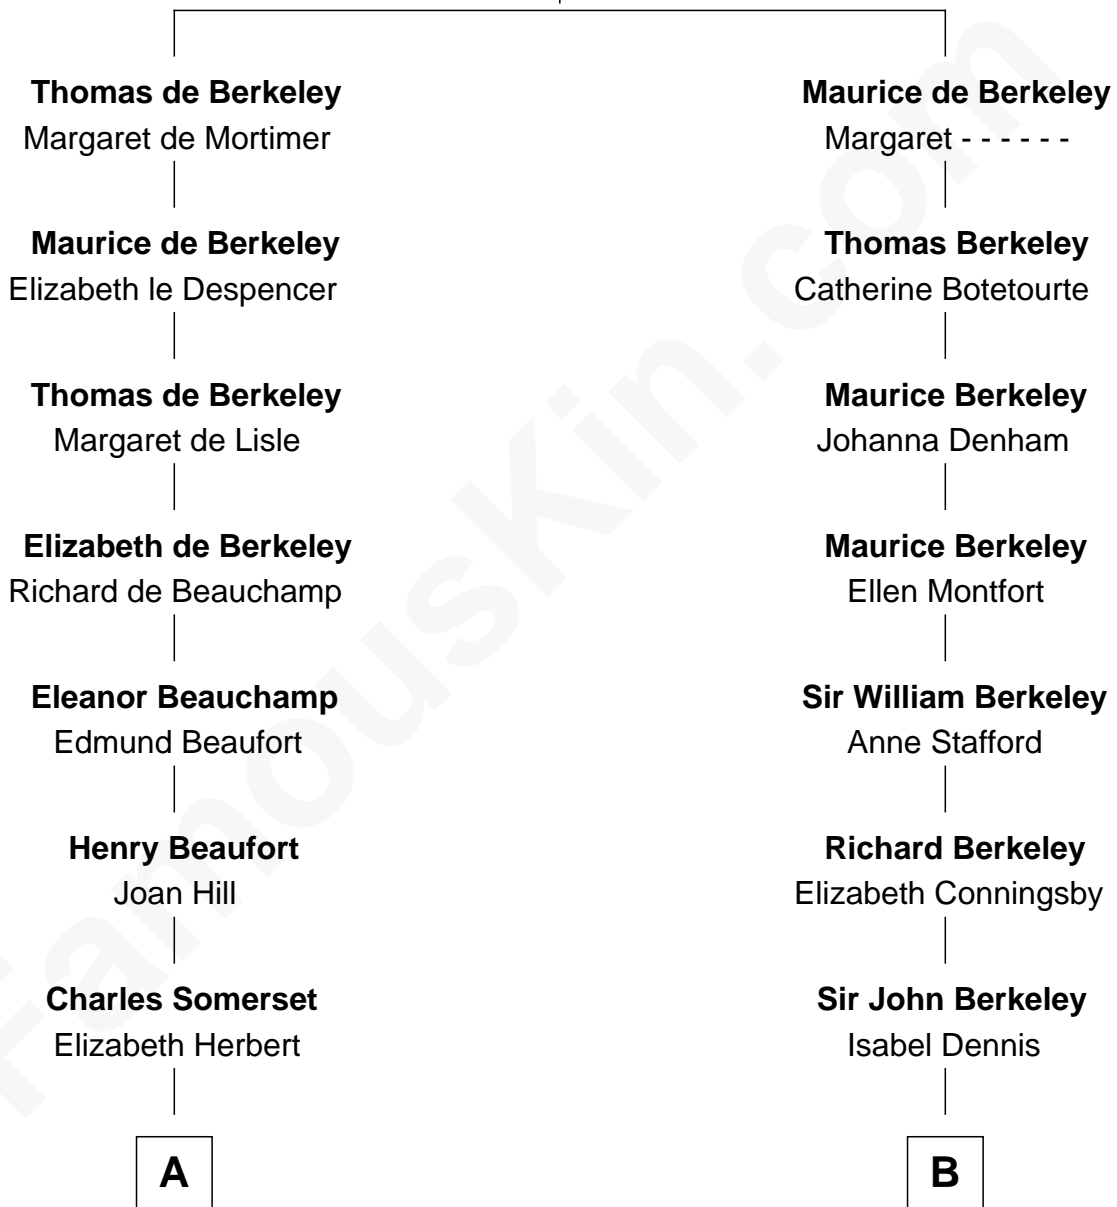 Thomas de Berkeley
Margaret de Mortimer
Maurice de Berkeley
Elizabeth le Despencer
Thomas de Berkeley
Margaret de Lisle
Elizabeth de Berkeley
Richard de Beauchamp
Eleanor Beauchamp
Edmund Beaufort
Henry Beaufort
Joan Hill
Charles Somerset
Elizabeth Herbert
A
Maurice de Berkeley
Margaret - - - - - -
Thomas Berkeley
Catherine Botetourte
Maurice Berkeley
Johanna Denham
Maurice Berkeley
Ellen Montfort
Sir William Berkeley
Anne Stafford
Richard Berkeley
Elizabeth Conningsby
Sir John Berkeley
Isabel Dennis
B
FamousKin.com